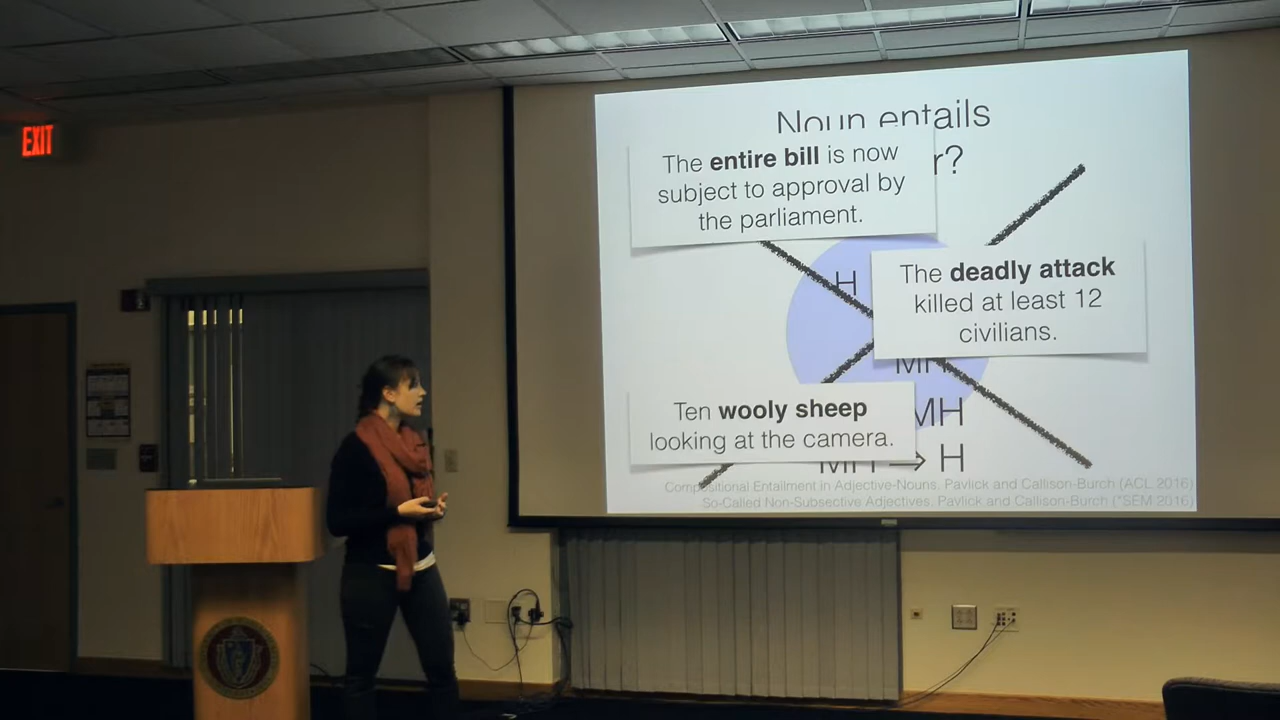 EXIT
Noun entails
r?
The entire bill is now
subject to approval by
the parliament.
H
The deadly attack
killed at least 12
civilians.
MH
Ten wooly sheep
looking at the camera.
MH
MH → H
Compositional Entailment in Adjective-Nouns. Pavlick and Callison-Burch (ACL 2016)
So-Called Non-Subsective Adjectives. Pavlick and Callison-Burch (*SEM 2016)